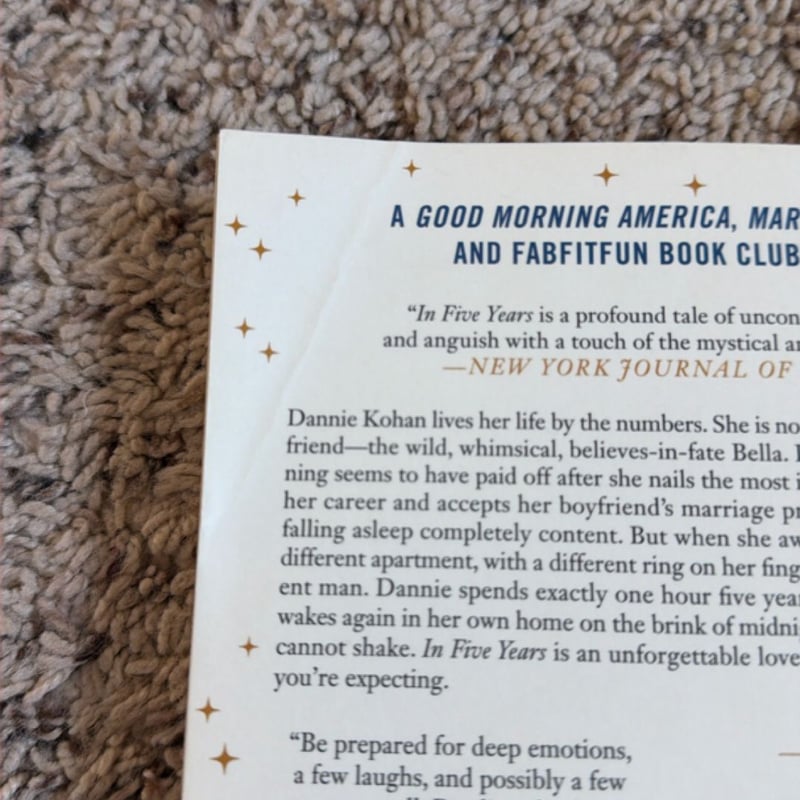 A GOOD MORNING AMERICA, MAR
AND FABFITFUN BOOK CLUB
“In Five Years is a profound tale of uncon
and anguish with a touch of the mystical a
—NEW YORK JOURNAL OF
Dannie Kohan lives her life by the numbers. She is no
friend—the wild, whimsical, believes-in-fate Bella.
ning seems to have paid off after she nails the most i
her career and accepts her boyfriend’s marriage pr
falling asleep completely content. But when she aw
different apartment, with a different ring on her fing
ent man. Dannie spends exactly one hour five yea
wakes again in her own home on the brink of midni
cannot shake. In Five Years is an unforgettable love
you’re expecting.
“Be prepared for deep emotions,
a few laughs, and possibly a few